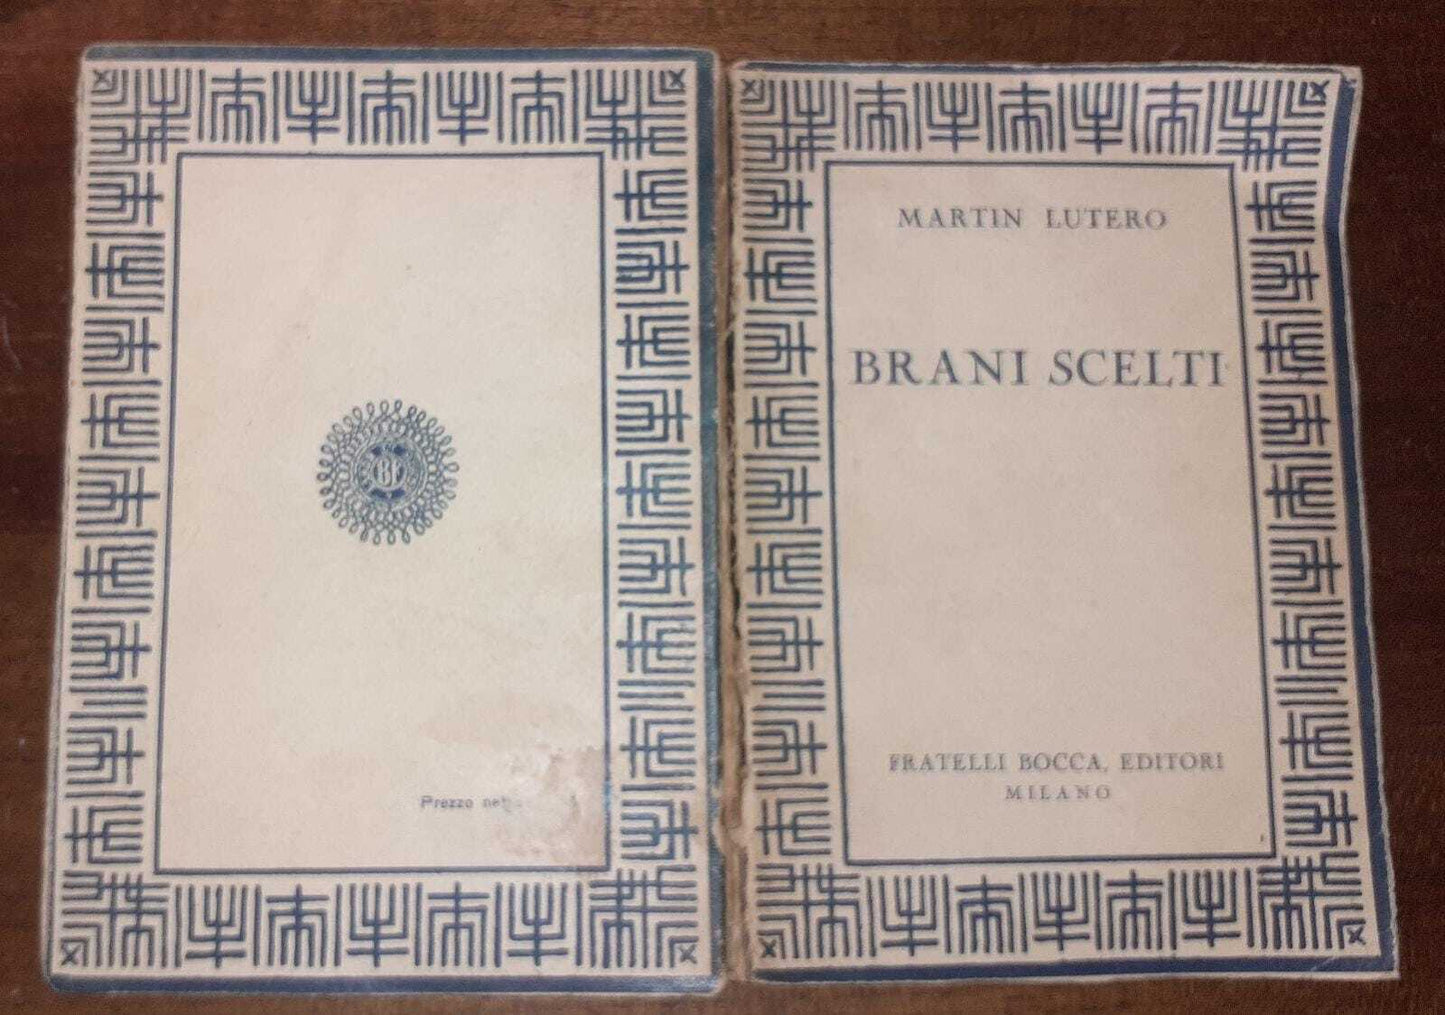 Prezzo
MARTIN LUTERO
BRANI SCELTI
FRATELLI BOCCA, EDITORI
MILANO